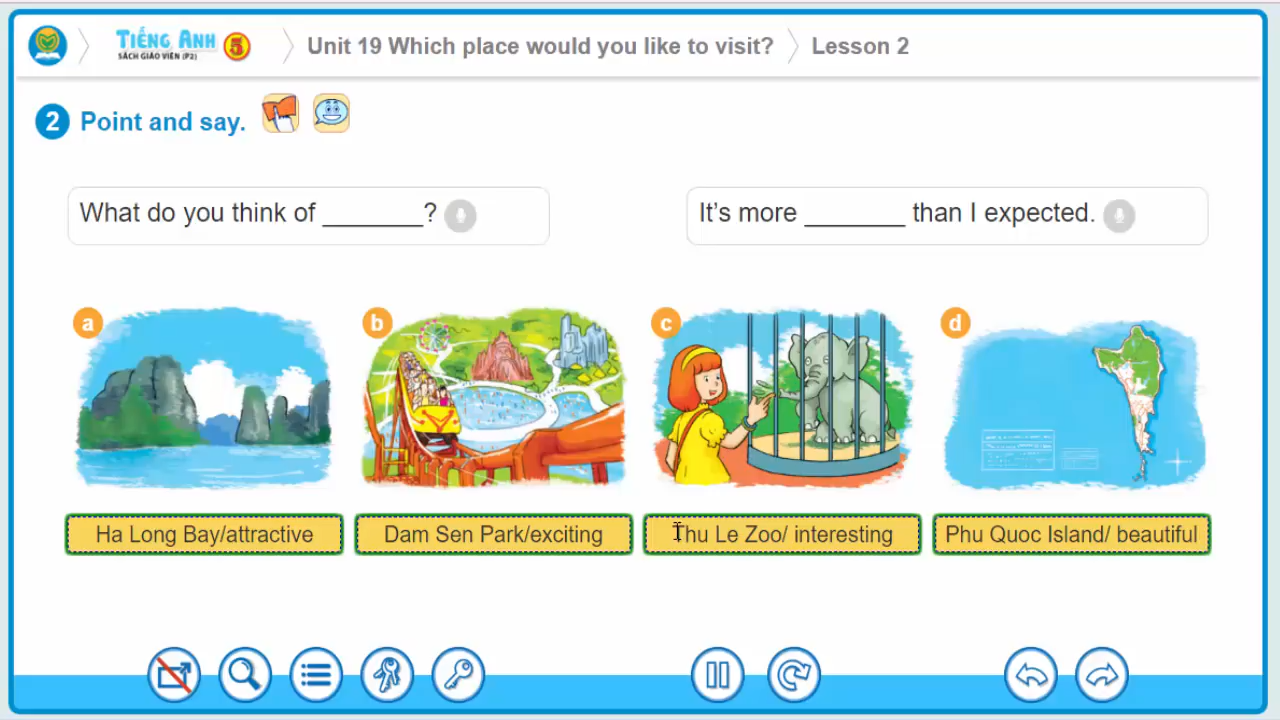 TIẾNG ANH 5
SÁCH GIÁO VIÊN (P2)
Unit 19 Which place would you like to visit?
Lesson 2
2 Point and say.
What do you think of _______?
It's more _______ than I expected.
a
b
c
d
Ha Long Bay/attractive
Dam Sen Park/exciting
Thu Le Zoo/ interesting
Phu Quoc Island/ beautiful